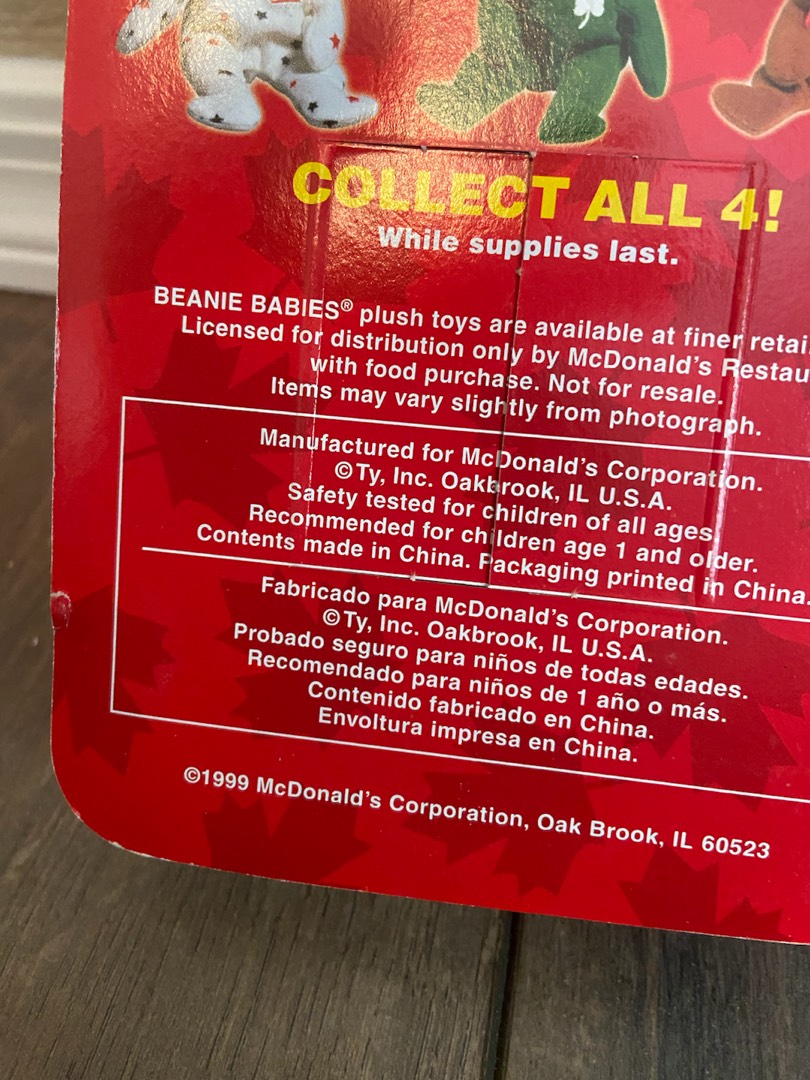 COLLECT ALL 4!
While supplies last.
BEANIE BABIES® plush toys are available at finer
Licensed for distribution only by McDonald's
with food purchase. Not for resale.
Items may vary slightly from photograph.
Manufactured for McDonald's Corporation.
©Ty, Inc. Oakbrook, IL U.S.A.
Safety tested for children of all ages.
Recommended for children age 1 and older.
Contents made in China. Packaging printed in China.
Fabricado para McDonald's Corporation.
©Ty, Inc. Oakbrook, IL U.S.A.
Probado seguro para niños de todas edades.
Recomendado para niños de 1 año o más.
Contenido fabricado en China.
Envoltura impresa en China.
©1999 McDonald's Corporation, Oak Brook, IL 60523